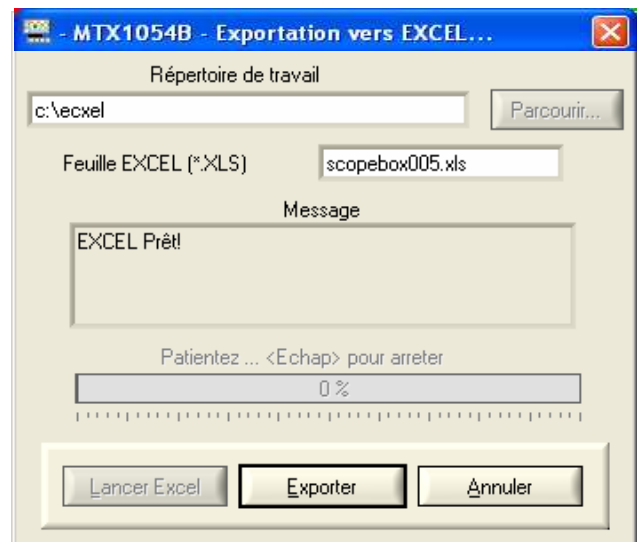 - MTX1054B - Exportation vers EXCEL...
Répertoire de travail
c:\ecxel
Parcourir...
Feuille EXCEL (*.XLS)
scopebox005.xls
Message
EXCEL Prêt!
Patientez ... <Echap> pour arreter
0 %
Lancer Excel
Exporter
Annuler